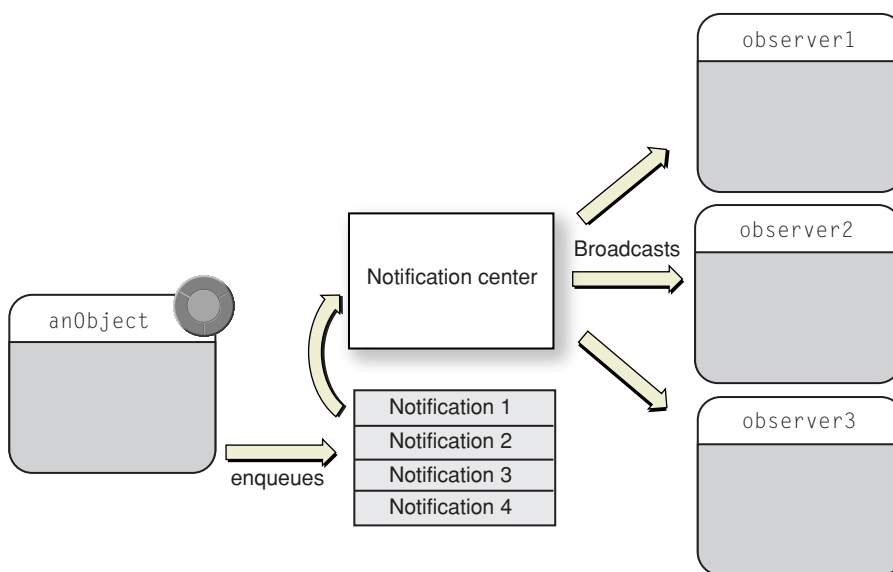 observer1
Broadcasts
observer2
Notification center
anObject
Notification 1
Notification 2
Notification 3
Notification 4
enqueues
observer3